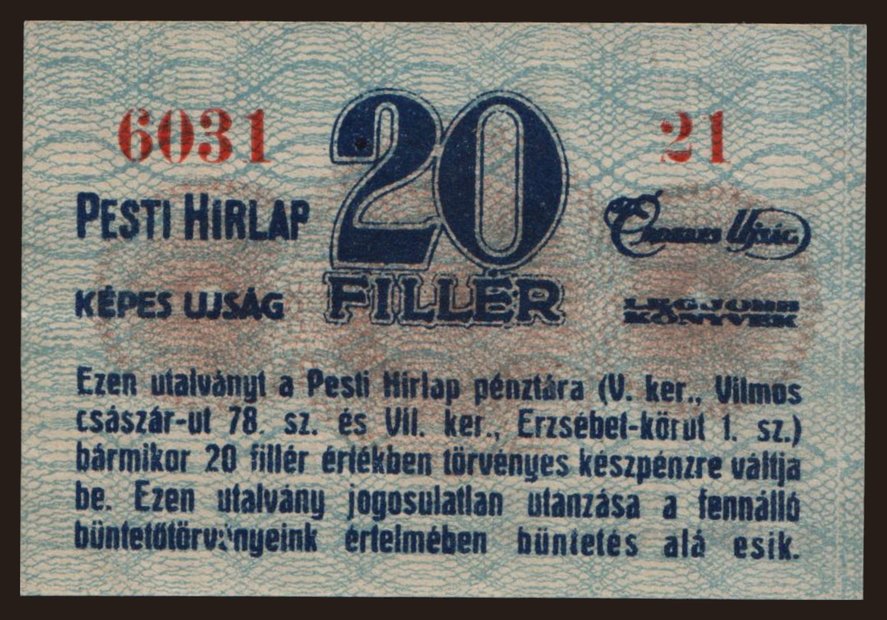 6031
20
21
PESTI HIRLAP
Érdekes Ujság
KÉPES UJSÁG
FILLÉR
LEGJOBB
KÖNYVEK
Ezen utalványt a Pesti Hirlap pénztára (V. ker., Vilmos
császár-ut 78. sz. és VII. ker., Erzsébet-körut 1. sz.)
bármikor 20 fillér értékben törvényes készpénzre váltja
be. Ezen utalvány jogosulatlan utánzása a fennálló
büntetőtörvényeink értelmében büntetés alá esik.